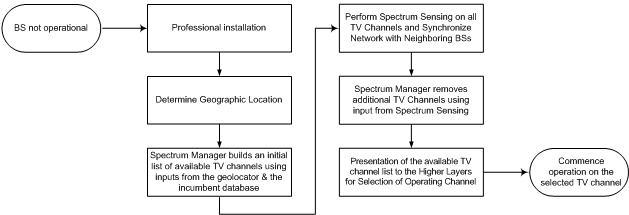 BS not operational
Professional installation
Determine Geographic Location
Spectrum Manager builds an initial
list of available TV channels using
inputs from the geolocator & the
incumbent database
Perform Spectrum Sensing on all
TV Channels and Synchronize
Network with Neighboring BSs
Spectrum Manager removes
additional TV Channels using
input from Spectrum Sensing
Presentation of the available TV
channel list to the Higher Layers
for Selection of Operating Channel
Commence
operation on the
selected TV channel